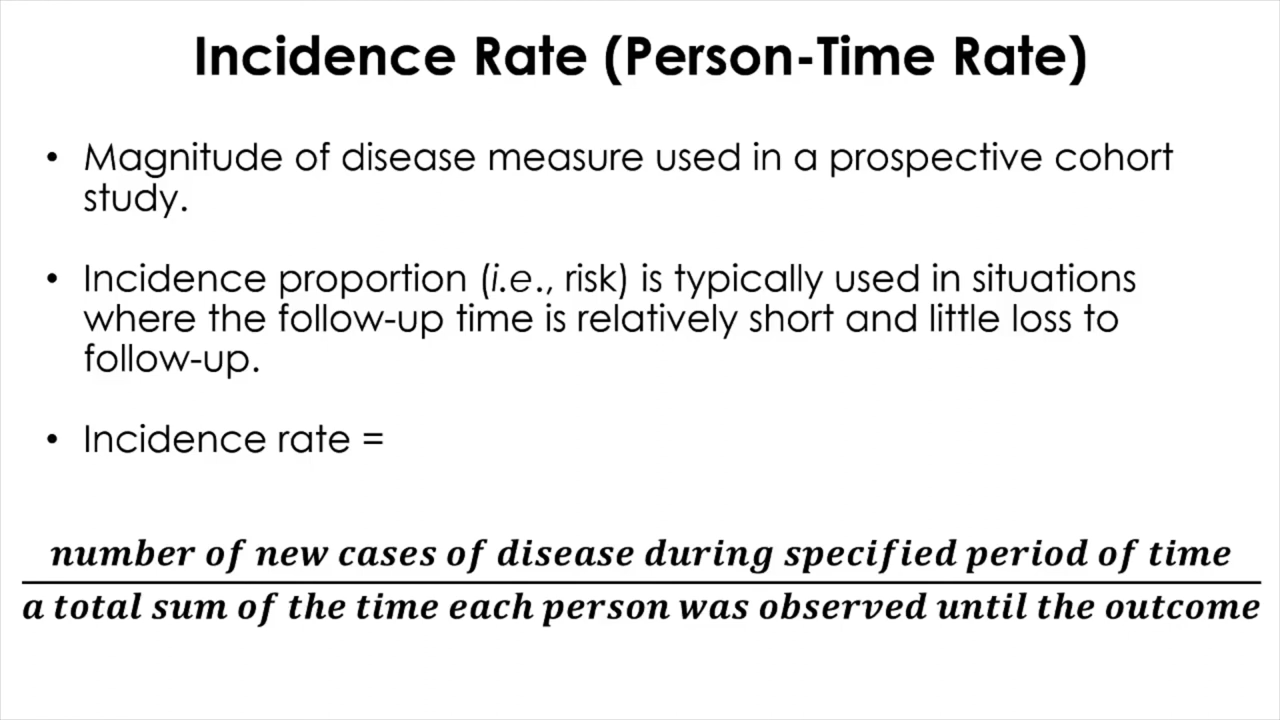 Incidence Rate (Person-Time Rate)
• Magnitude of disease measure used in a prospective cohort
study.
• Incidence proportion (i.e., risk) is typically used in situations
where the follow-up time is relatively short and little loss to
follow-up.
• Incidence rate =
number of new cases of disease during specified period of time
a total sum of the time each person was observed until the outcome